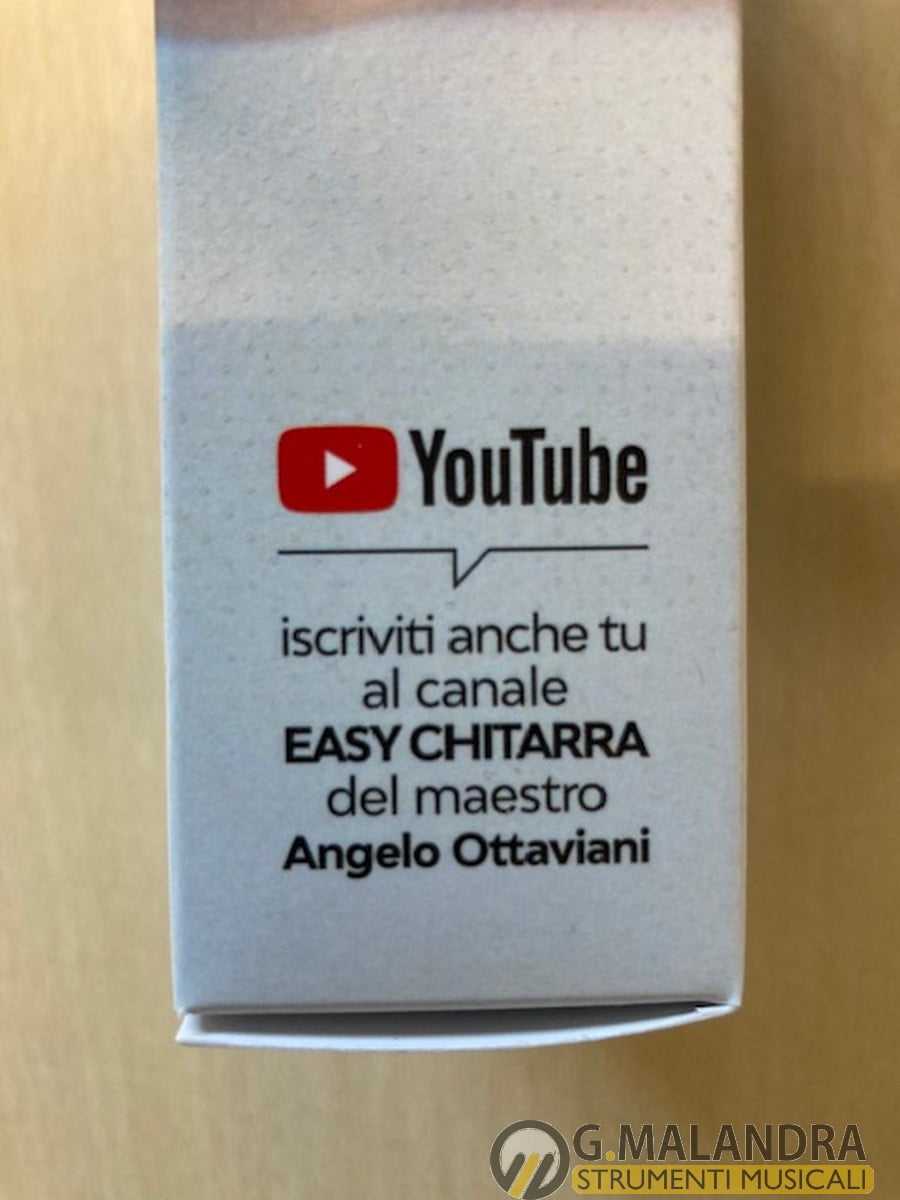 YouTube
iscriviti anche tu
al canale
EASY CHITARRA
del maestro
Angelo Ottaviani
G.MALANDRA
STRUMENTI MUSICALI